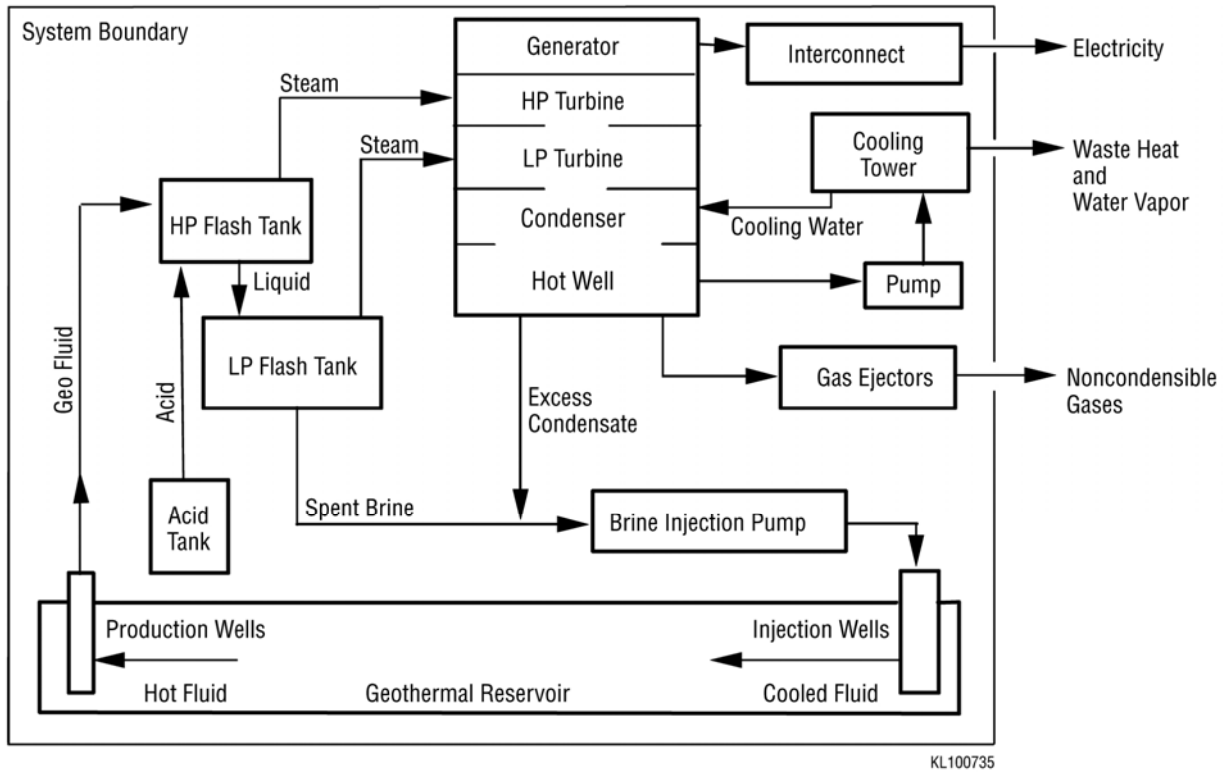 System Boundary
Generator
Interconnect
Electricity
Steam
HP Turbine
Steam
LP Turbine
Cooling
Tower
Waste Heat
and
Water Vapor
HP Flash Tank
Condenser
Cooling Water
Liquid
Hot Well
Pump
Geo Fluid
Acid
LP Flash Tank
Gas Ejectors
Noncondensible
Gases
Excess
Condensate
Acid
Tank
Spent Brine
Brine Injection Pump
Production Wells
Injection Wells
Hot Fluid
Geothermal Reservoir
Cooled Fluid
KL100735